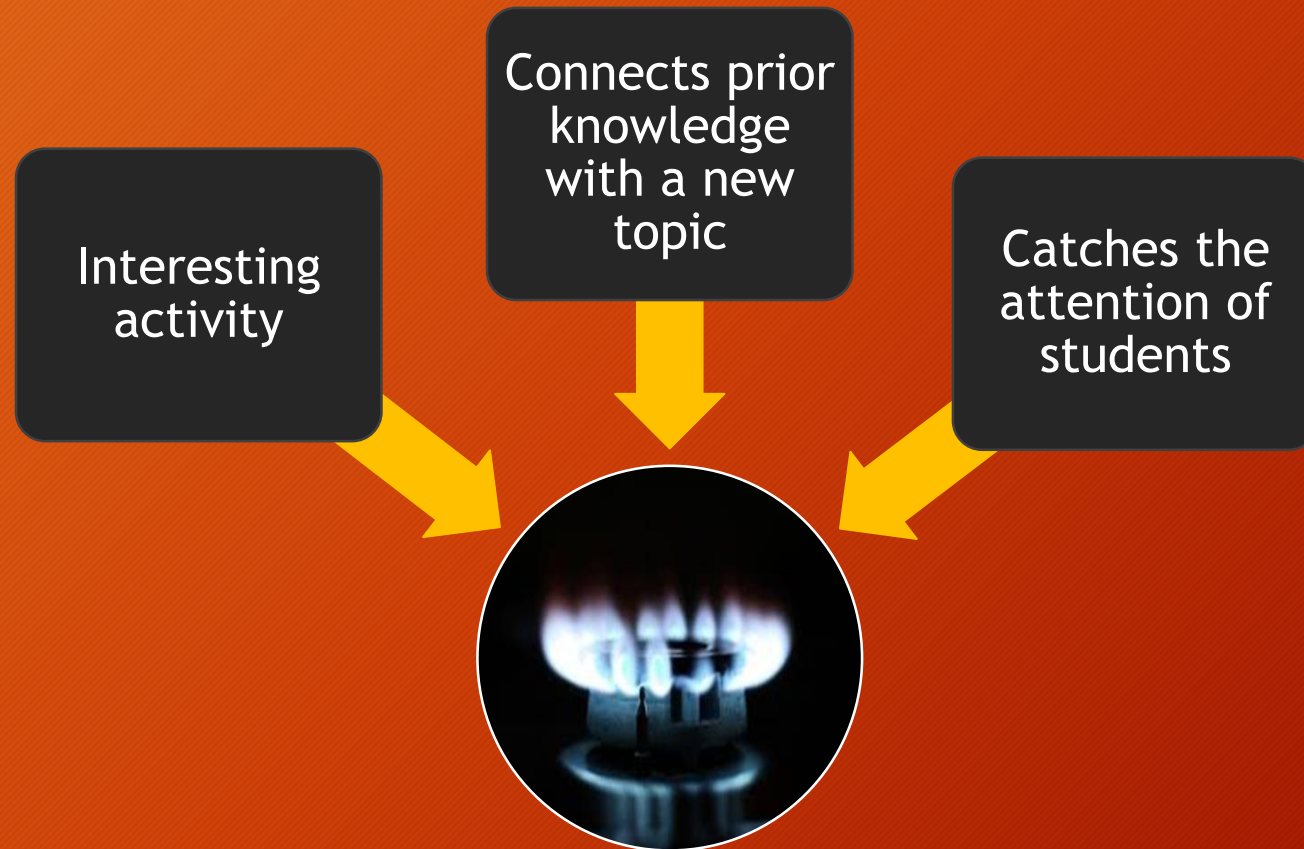 Interesting
activity
Connects prior
knowledge
with a new
topic
Catches the
attention of
students